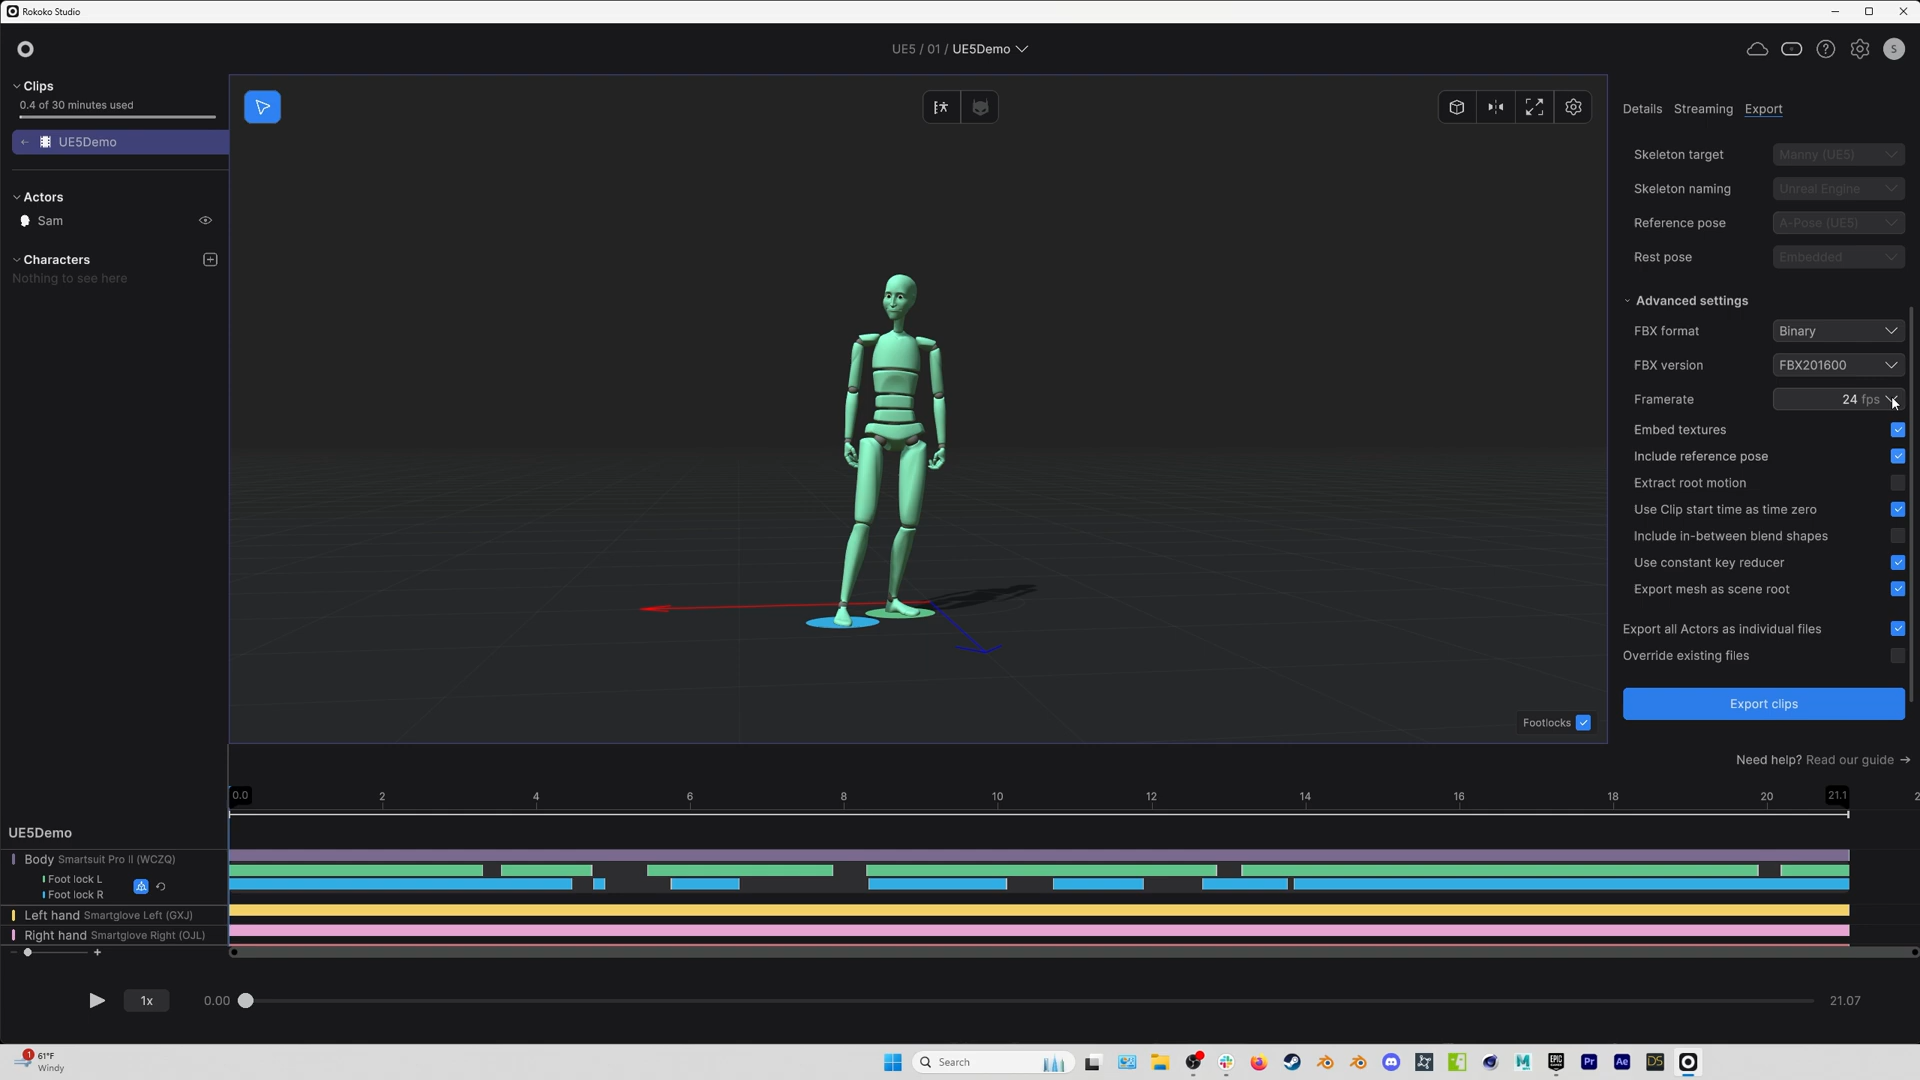 Rokoko Studio
UE5 / 01 / UE5Demo
S
Clips
0.4 of 30 minutes used
UE5Demo
Actors
Sam
Characters
Nothing to see here
Details Streaming Export
Skeleton target Manny (UE5)
Skeleton naming Unreal Engine
Reference pose A-Pose (UE5)
Rest pose Embedded
Advanced settings
FBX format Binary
FBX version FBX201600
Framerate 24 fps
Embed textures
Include reference pose
Extract root motion
Use Clip start time as time zero
Include in-between blend shapes
Use constant key reducer
Export mesh as scene root
Export all Actors as individual files
Override existing files
Export clips
Footlocks
Need help? Read our guide →
0.0 2 4 6 8 10 12 14 16 18 20 21.1 2
UE5Demo
Body Smartsuit Pro II (WCZQ)
Foot lock L
Foot lock R
Left hand Smartglove Left (GXJ)
Right hand Smartglove Right (OJL)
- +
1x 0.00 21.07
1 61°F
Windy
Search
EPIC
GAMES
Pr
Ae
DS